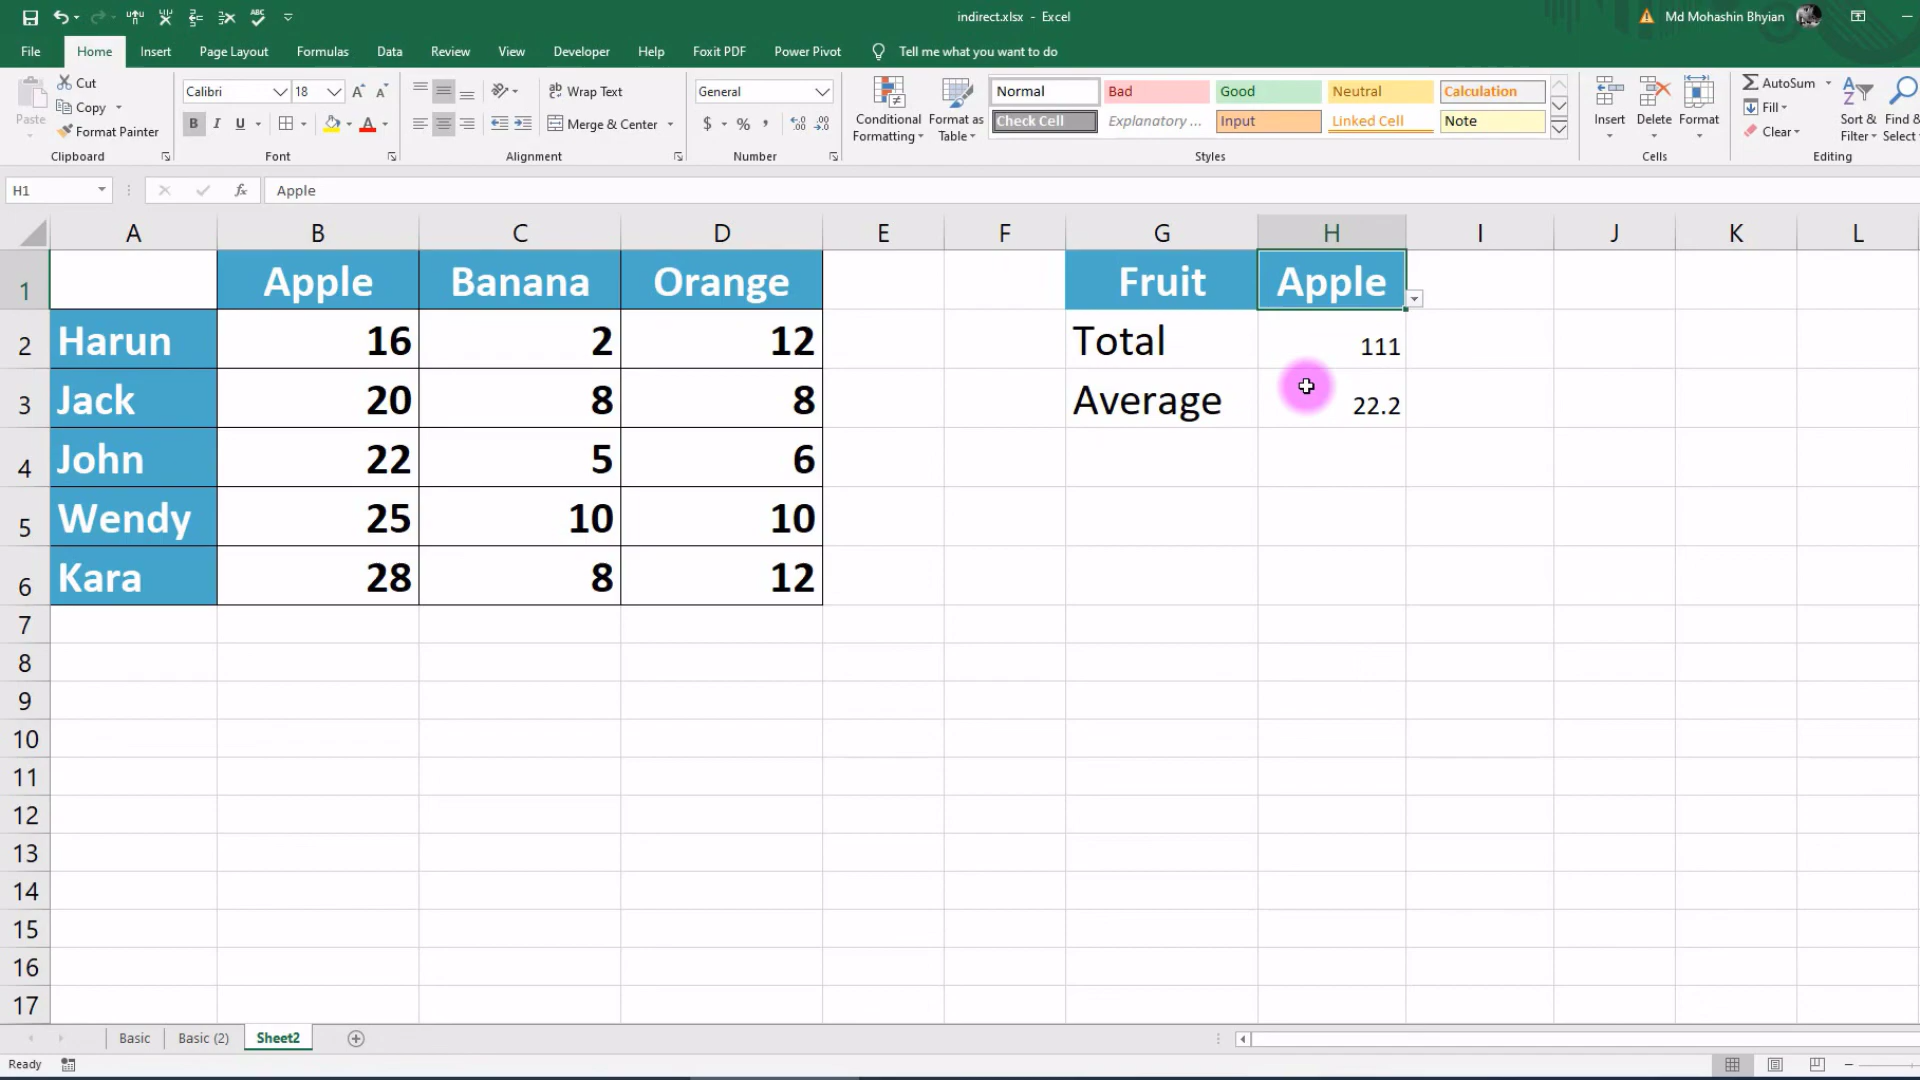 indirect.xlsx - Excel
Md Mohashin Bhyian
File Home Insert Page Layout Formulas Data Review View Developer Help Foxit PDF Power Pivot Tell me what you want to do
Paste
Cut
Copy
Format Painter
Clipboard
Calibri 18
B I U
Font
Wrap Text
Merge & Center
Alignment
General
$ % ,
Number
Conditional Formatting
Format as Table
Normal Bad Good Neutral Calculation
Check Cell Explanatory ... Input Linked Cell Note
Styles
Insert Delete Format
Cells
AutoSum
Fill
Clear
Sort & Filter
Find & Select
Editing
H1 fx Apple
A B C D E F G H I J K L
1 Apple Banana Orange Fruit Apple
2 Harun 16 2 12 Total 111
3 Jack 20 8 8 Average 22.2
4 John 22 5 6
5 Wendy 25 10 10
6 Kara 28 8 12
7
8
9
10
11
12
13
14
15
16
17
Basic Basic (2) Sheet2
Ready